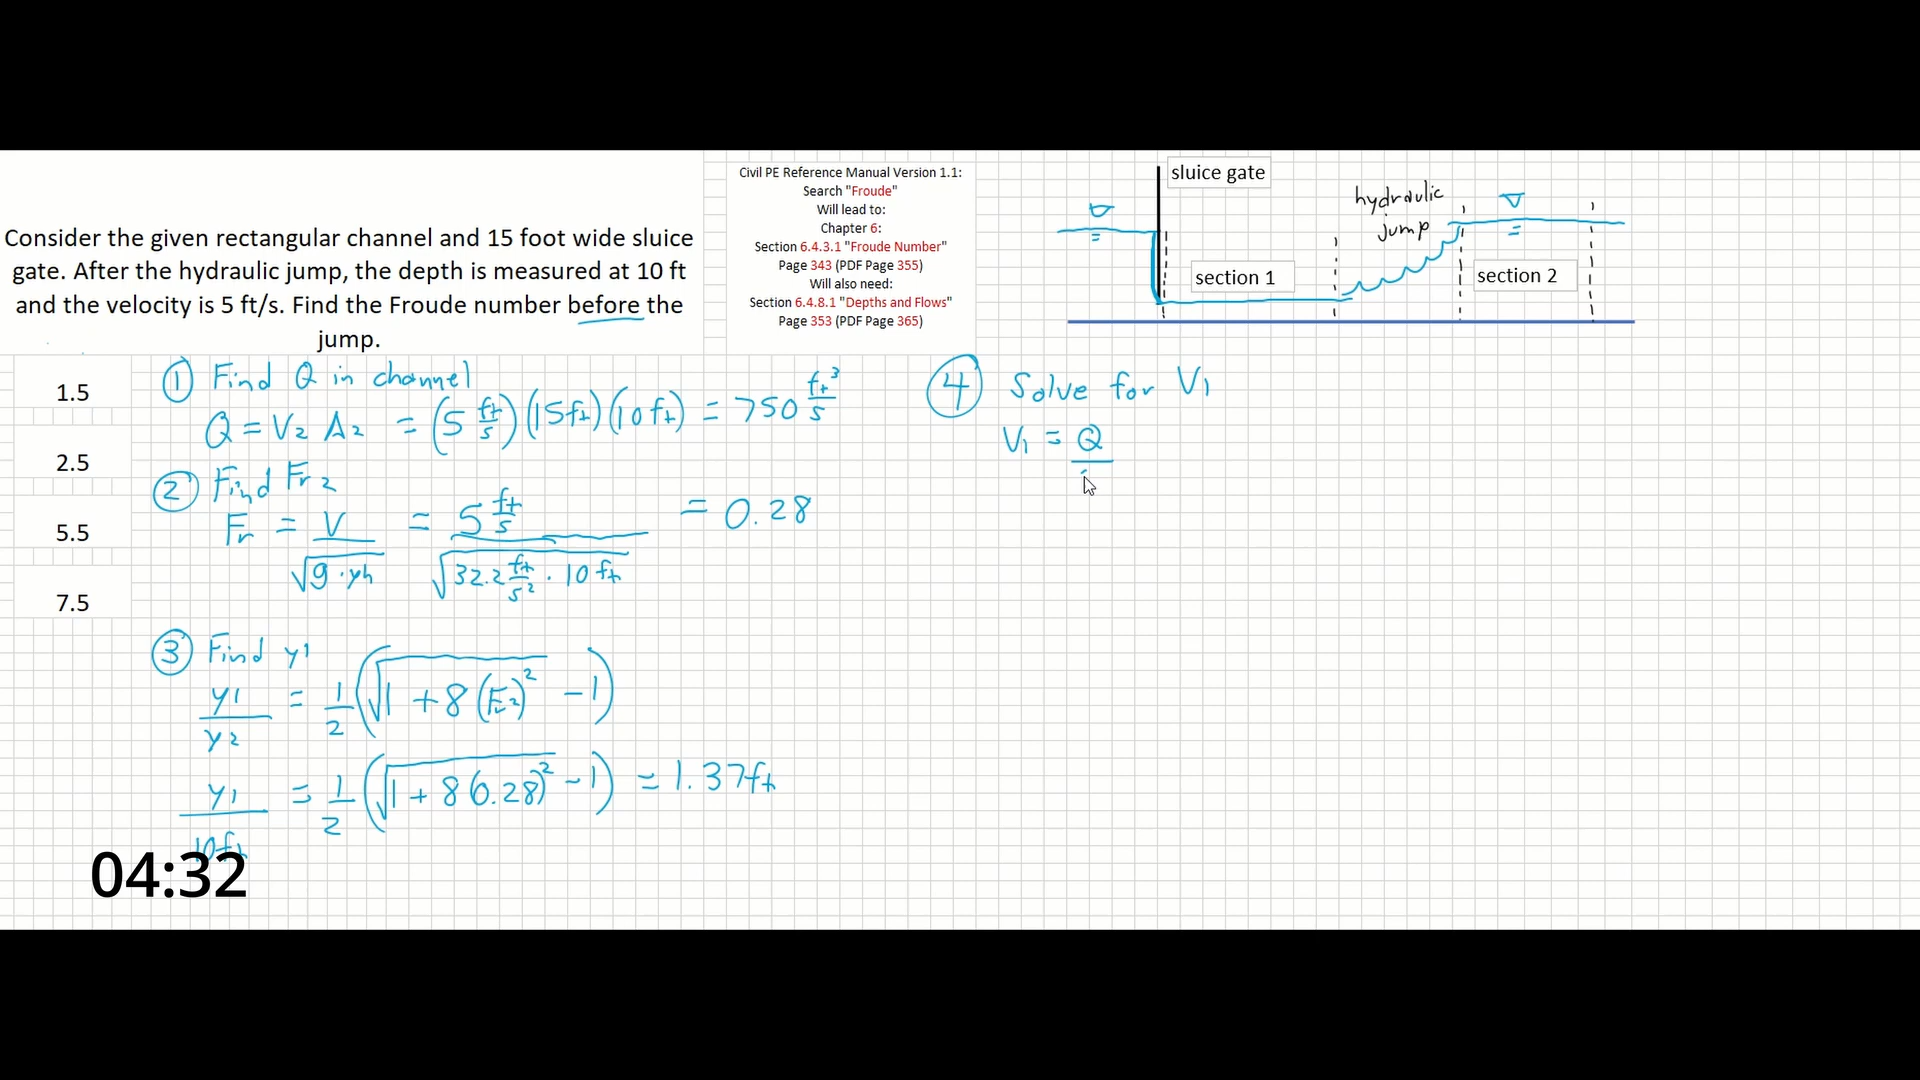 Consider the given rectangular channel and 15 foot wide sluice
gate. After the hydraulic jump, the depth is measured at 10 ft
and the velocity is 5 ft/s. Find the Froude number before the
jump.
Civil PE Reference Manual Version 1.1:
Search "Froude"
Will lead to:
Chapter 6:
Section 6.4.3.1 "Froude Number"
Page 343 (PDF Page 355)
Will also need:
Section 6.4.8.1 "Depths and Flows"
Page 353 (PDF Page 365)
sluice gate
hydraulic
jump
section 1
section 2
1.5
2.5
5.5
7.5
① Find Q in channel
Q = V2 A2 = (5 ft/s)(15ft)(10ft) = 750 ft³/s
② Find Fr2
Fr = V/√g·yh = 5 ft/s / √32.2 ft/s² · 10 ft = 0.28
③ Find y1
y1/y2 = 1/2 (√1 + 8(Fr2)² - 1)
y1/10ft = 1/2 (√1 + 8(0.28)² - 1) = 1.37ft
04:32
④ Solve for V1
V1 = Q